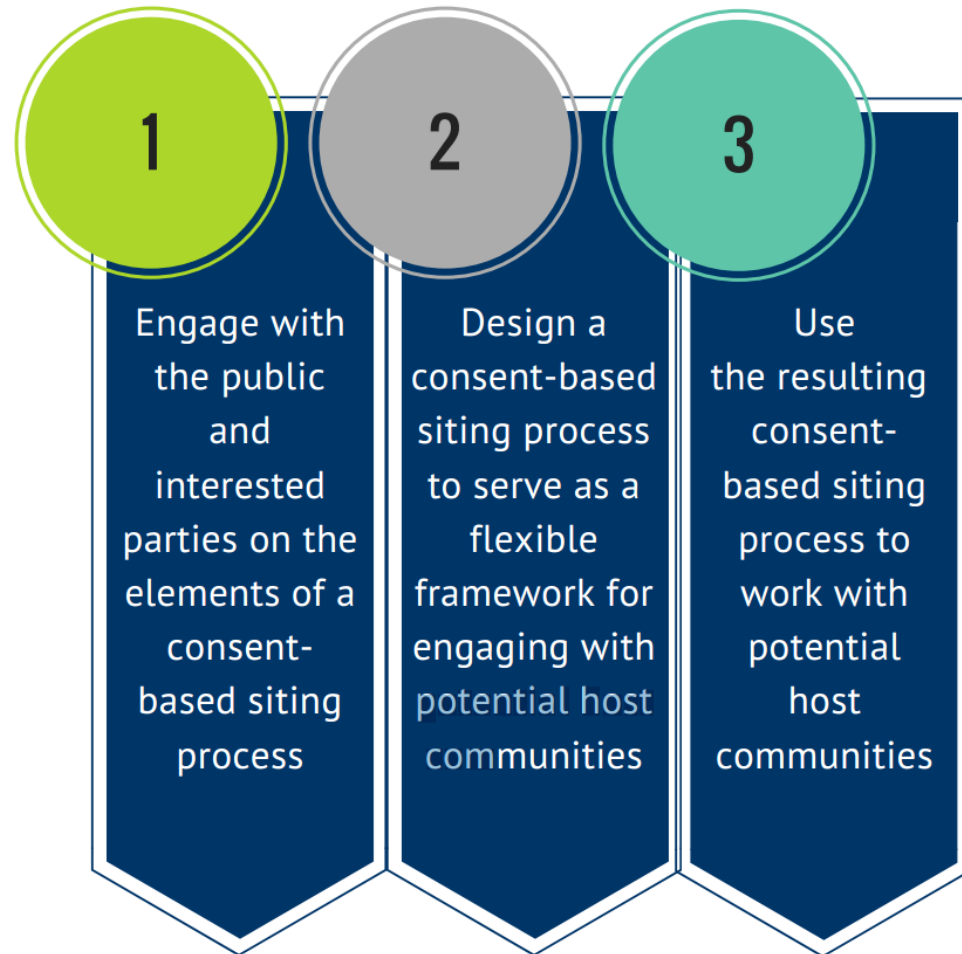 1
Engage with
the public
and
interested
parties on the
elements of a
consent-
based siting
process
2
Design a
consent-based
siting process
to serve as a
flexible
framework for
engaging with
potential host
communities
3
Use
the resulting
consent-
based siting
process to
work with
potential
host
communities